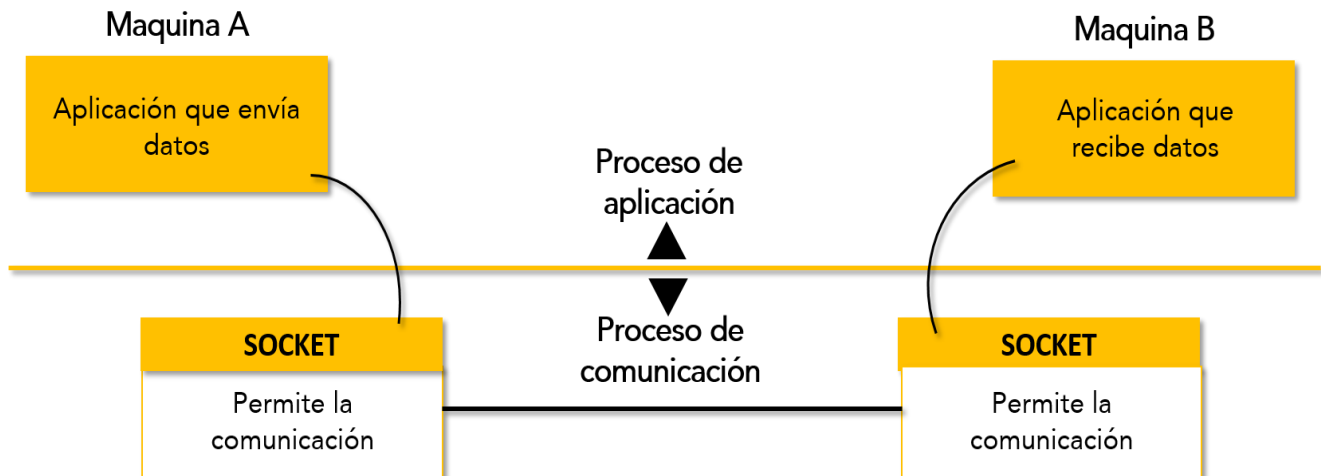 Maquina A
Maquina B
Aplicación que envía
datos
Aplicación que
recibe datos
Proceso de
aplicación
Proceso de
comunicación
SOCKET
Permite la
comunicación
SOCKET
Permite la
comunicación